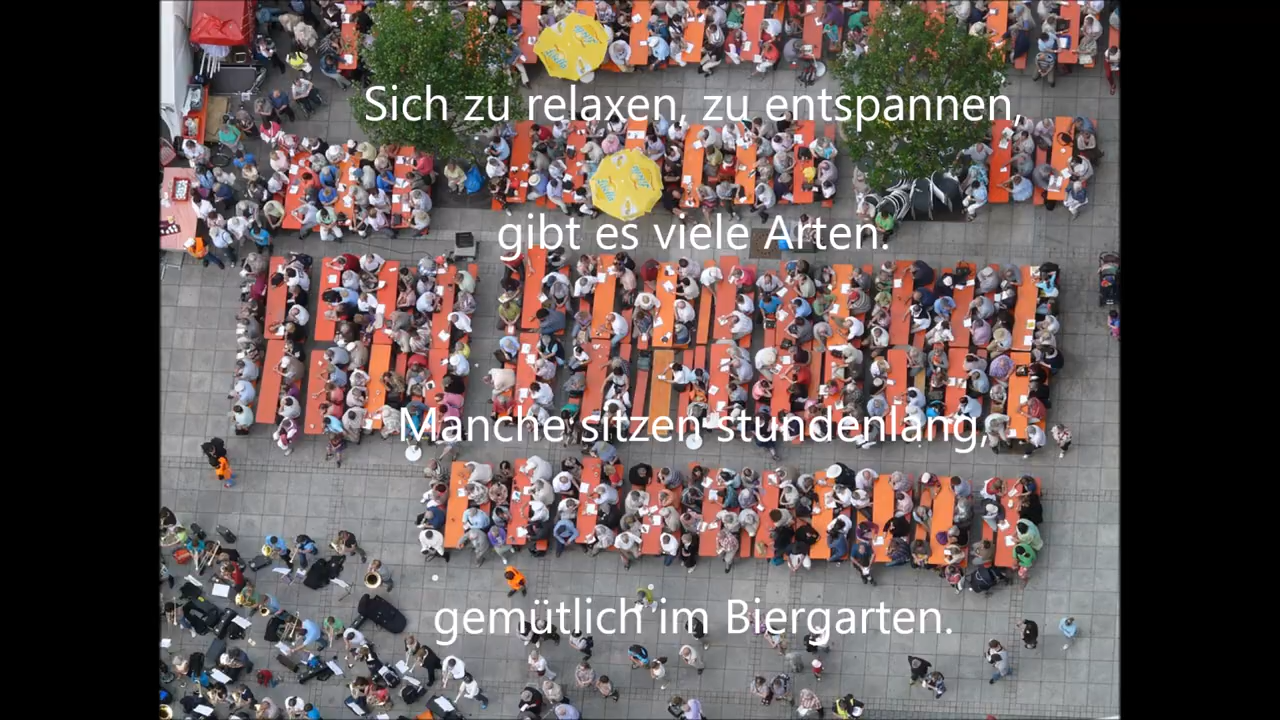 Sich zu relaxen, zu entspannen,
gibt es viele Arten.
Manche sitzen stundenlang,
gemütlich im Biergarten.